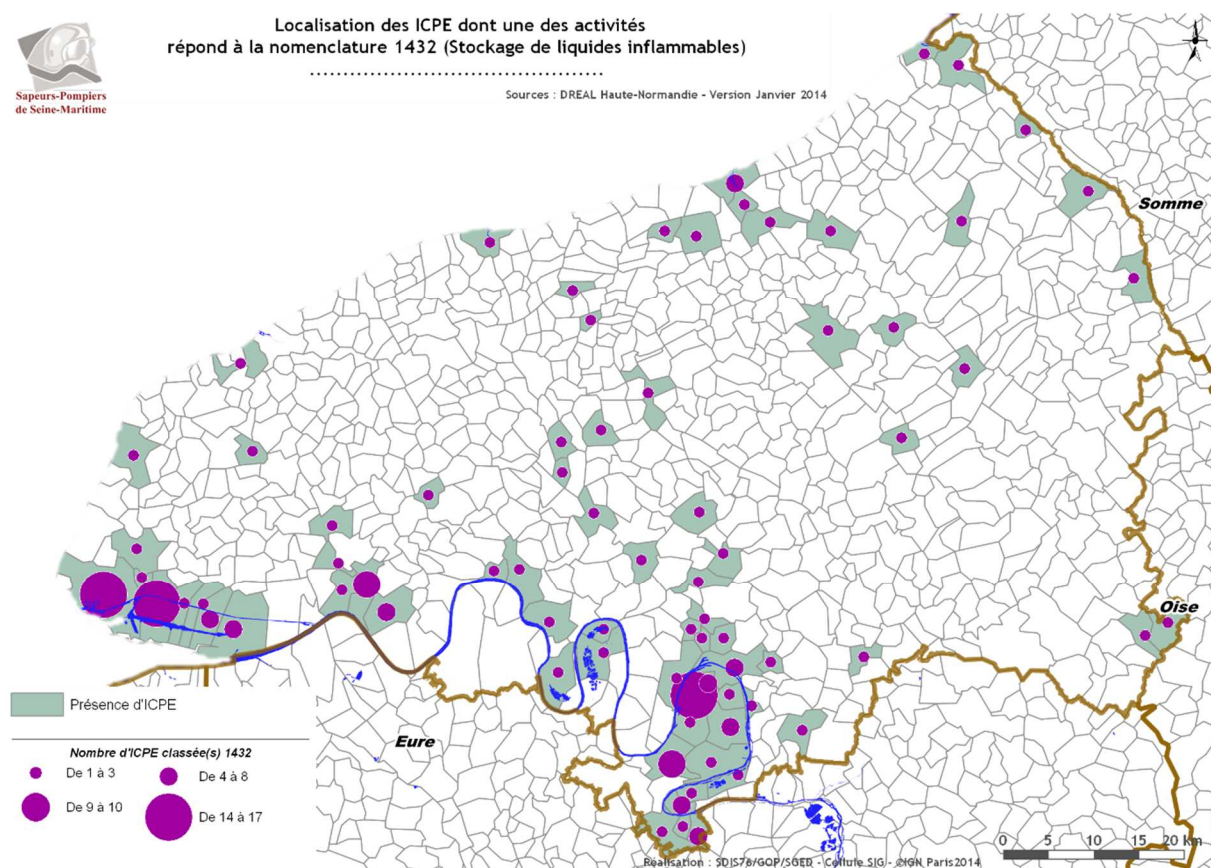 Localisation des ICPE dont une des activités
répond à la nomenclature 1432 (Stockage de liquides inflammables)
Sources : DREAL Haute-Normandie - Version Janvier 2014
Sapeurs-Pompiers
de Seine-Maritime
Somme
Oise
Eure
Présence d'ICPE
Nombre d'ICPE classée(s) 1432
De 1 à 3
De 4 à 8
De 9 à 10
De 14 à 17
0 5 10 15 20 km
Réalisation : SDIS76/GOP/SGED - Cellule SIG - ©IGN Paris2014